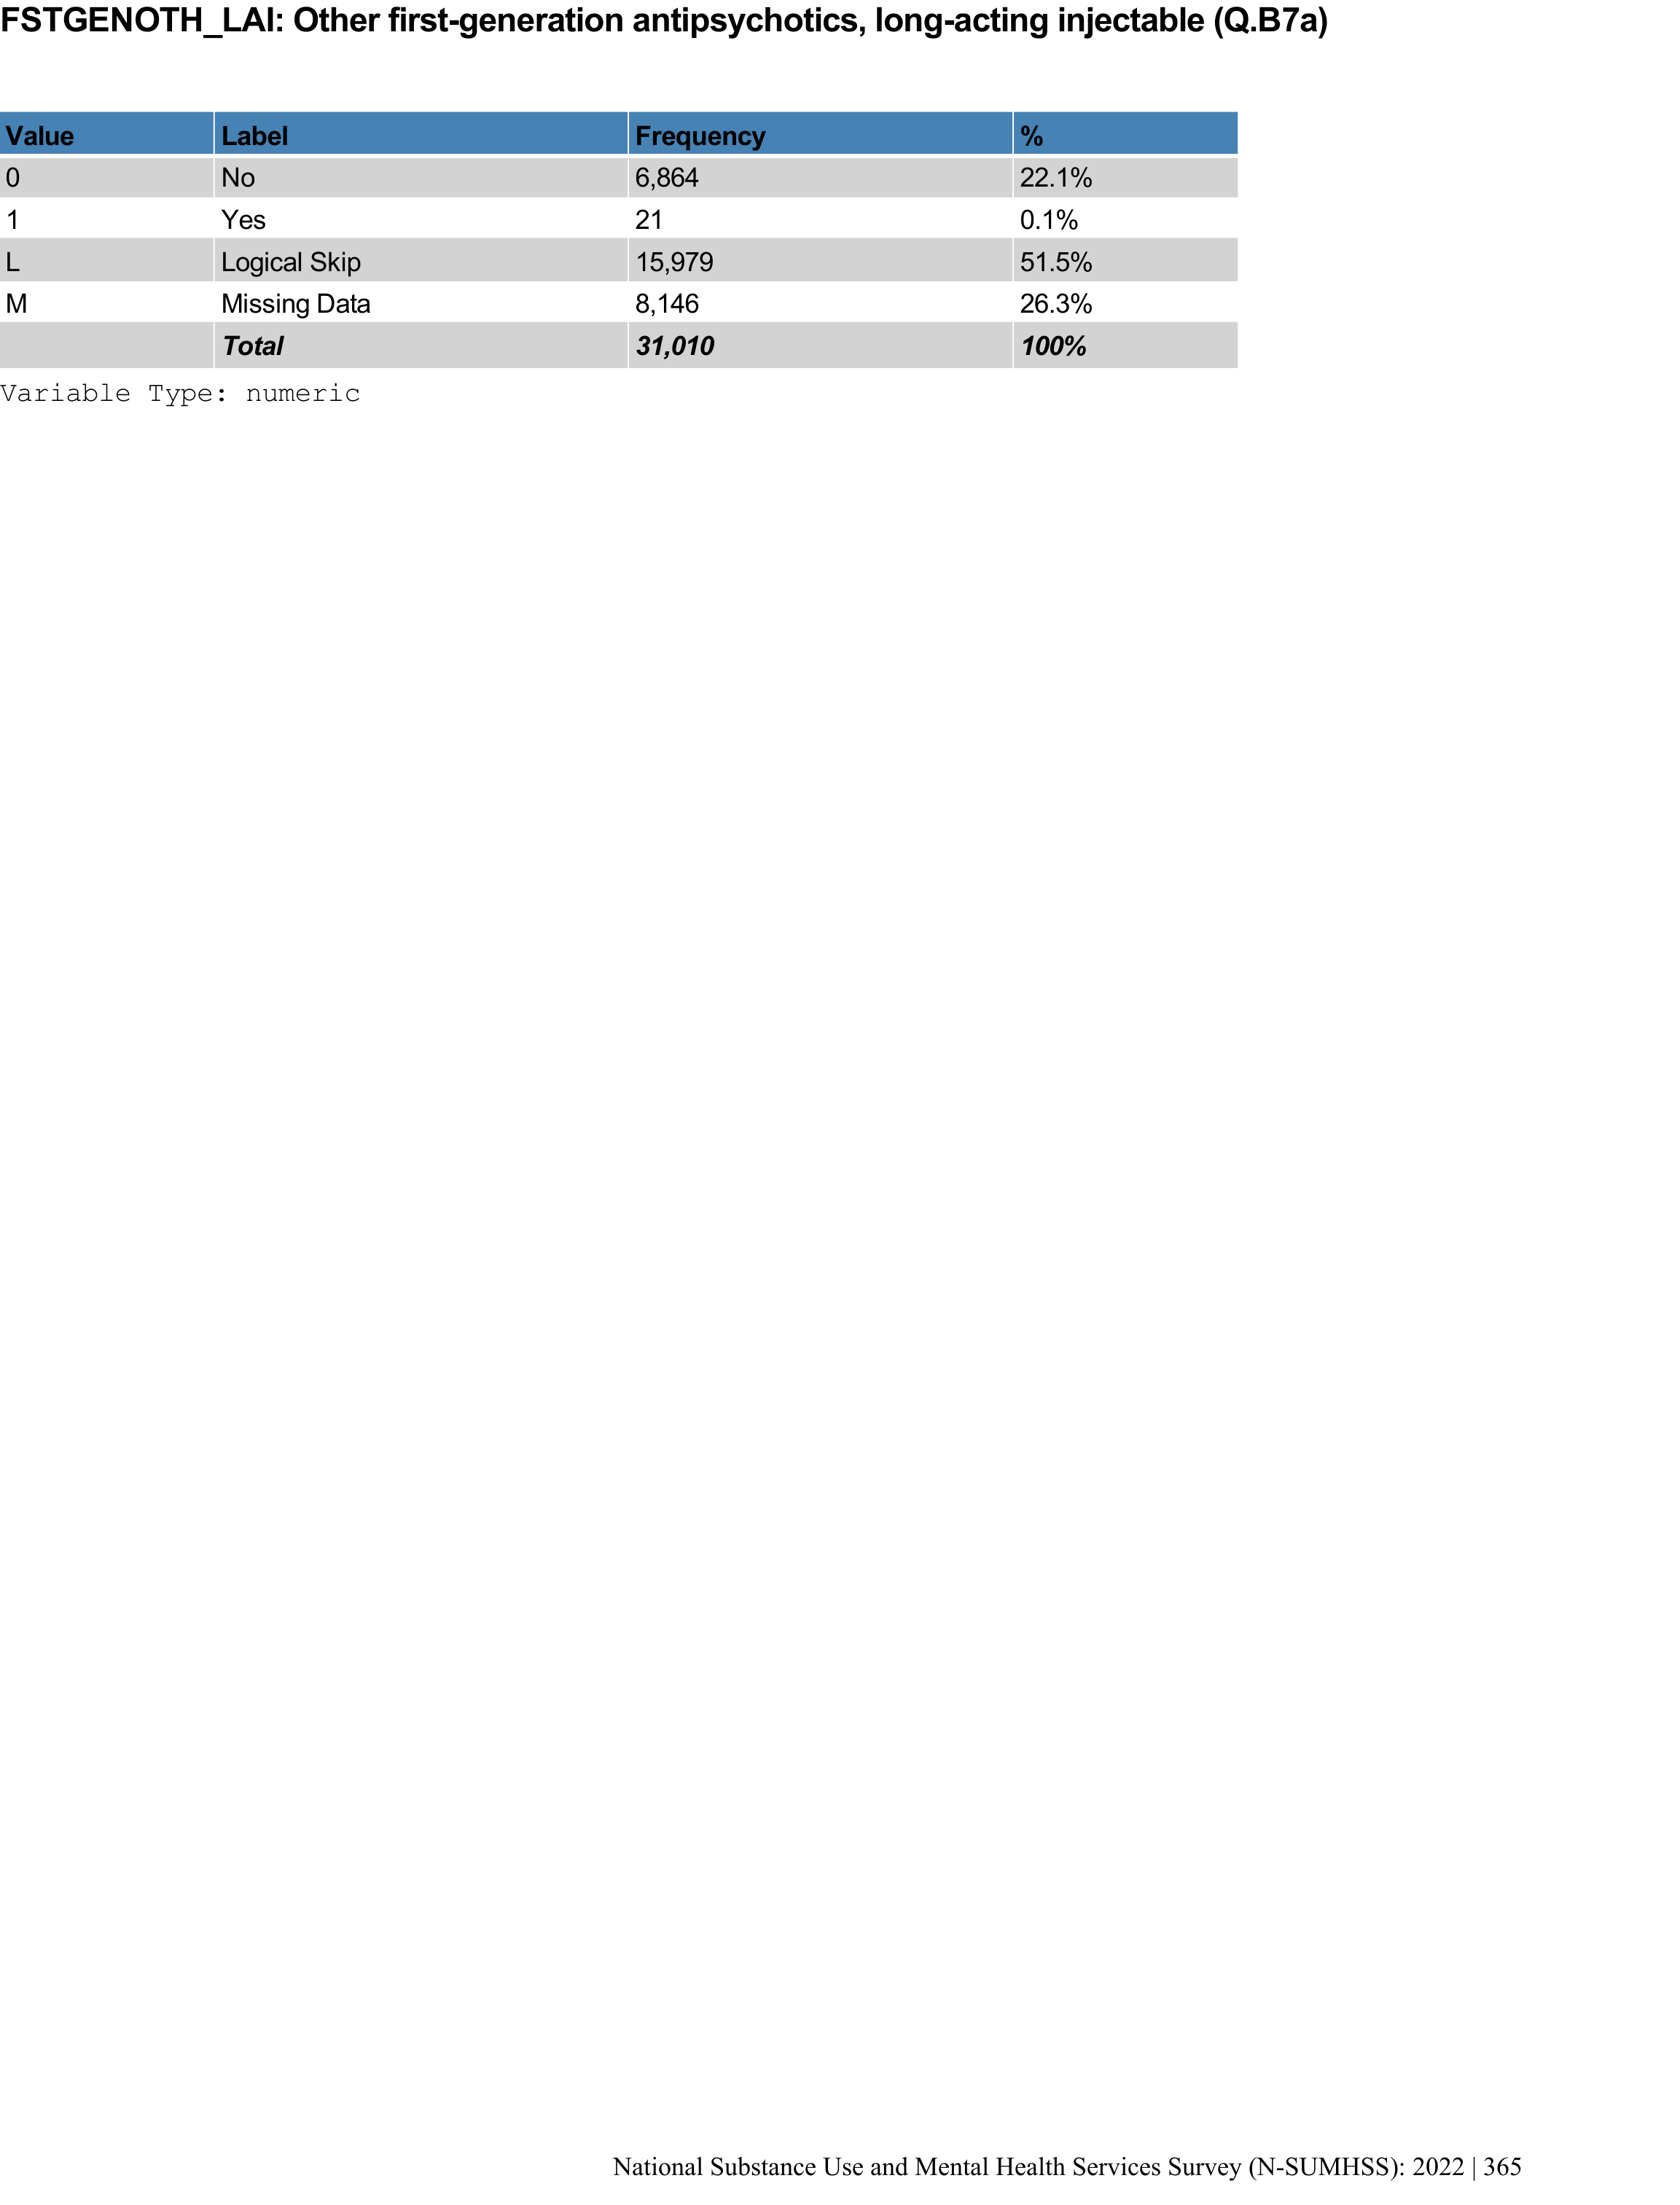 FSTGENOTH_LAI: Other first-generation antipsychotics, long-acting injectable (Q.B7a)
Value Label Frequency %
0 No 6,864 22.1%
1 Yes 21 0.1%
L Logical Skip 15,979 51.5%
M Missing Data 8,146 26.3%
Total 31,010 100%
Variable Type: numeric
National Substance Use and Mental Health Services Survey (N-SUMHSS): 2022 | 365